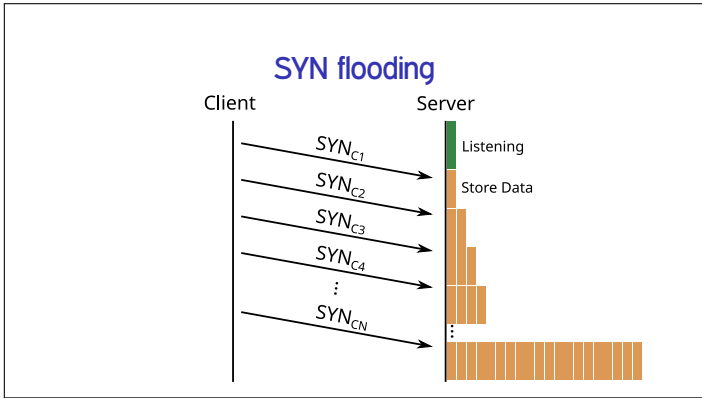 SYN flooding
Client Server
SYN_C1
Listening
SYN_C2
Store Data
SYN_C3
SYN_C4
⋮
SYN_CN
⋮